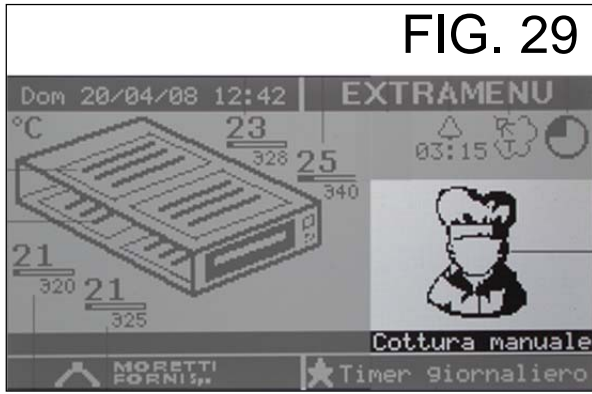 FIG. 29
Dom 20/04/08 12:42 EXTRAMENU
°C
23
328
25
340
03:15
21
320
21
325
Cottura manuale
MORETTI
FORNI S.p.A.
Timer giornaliero